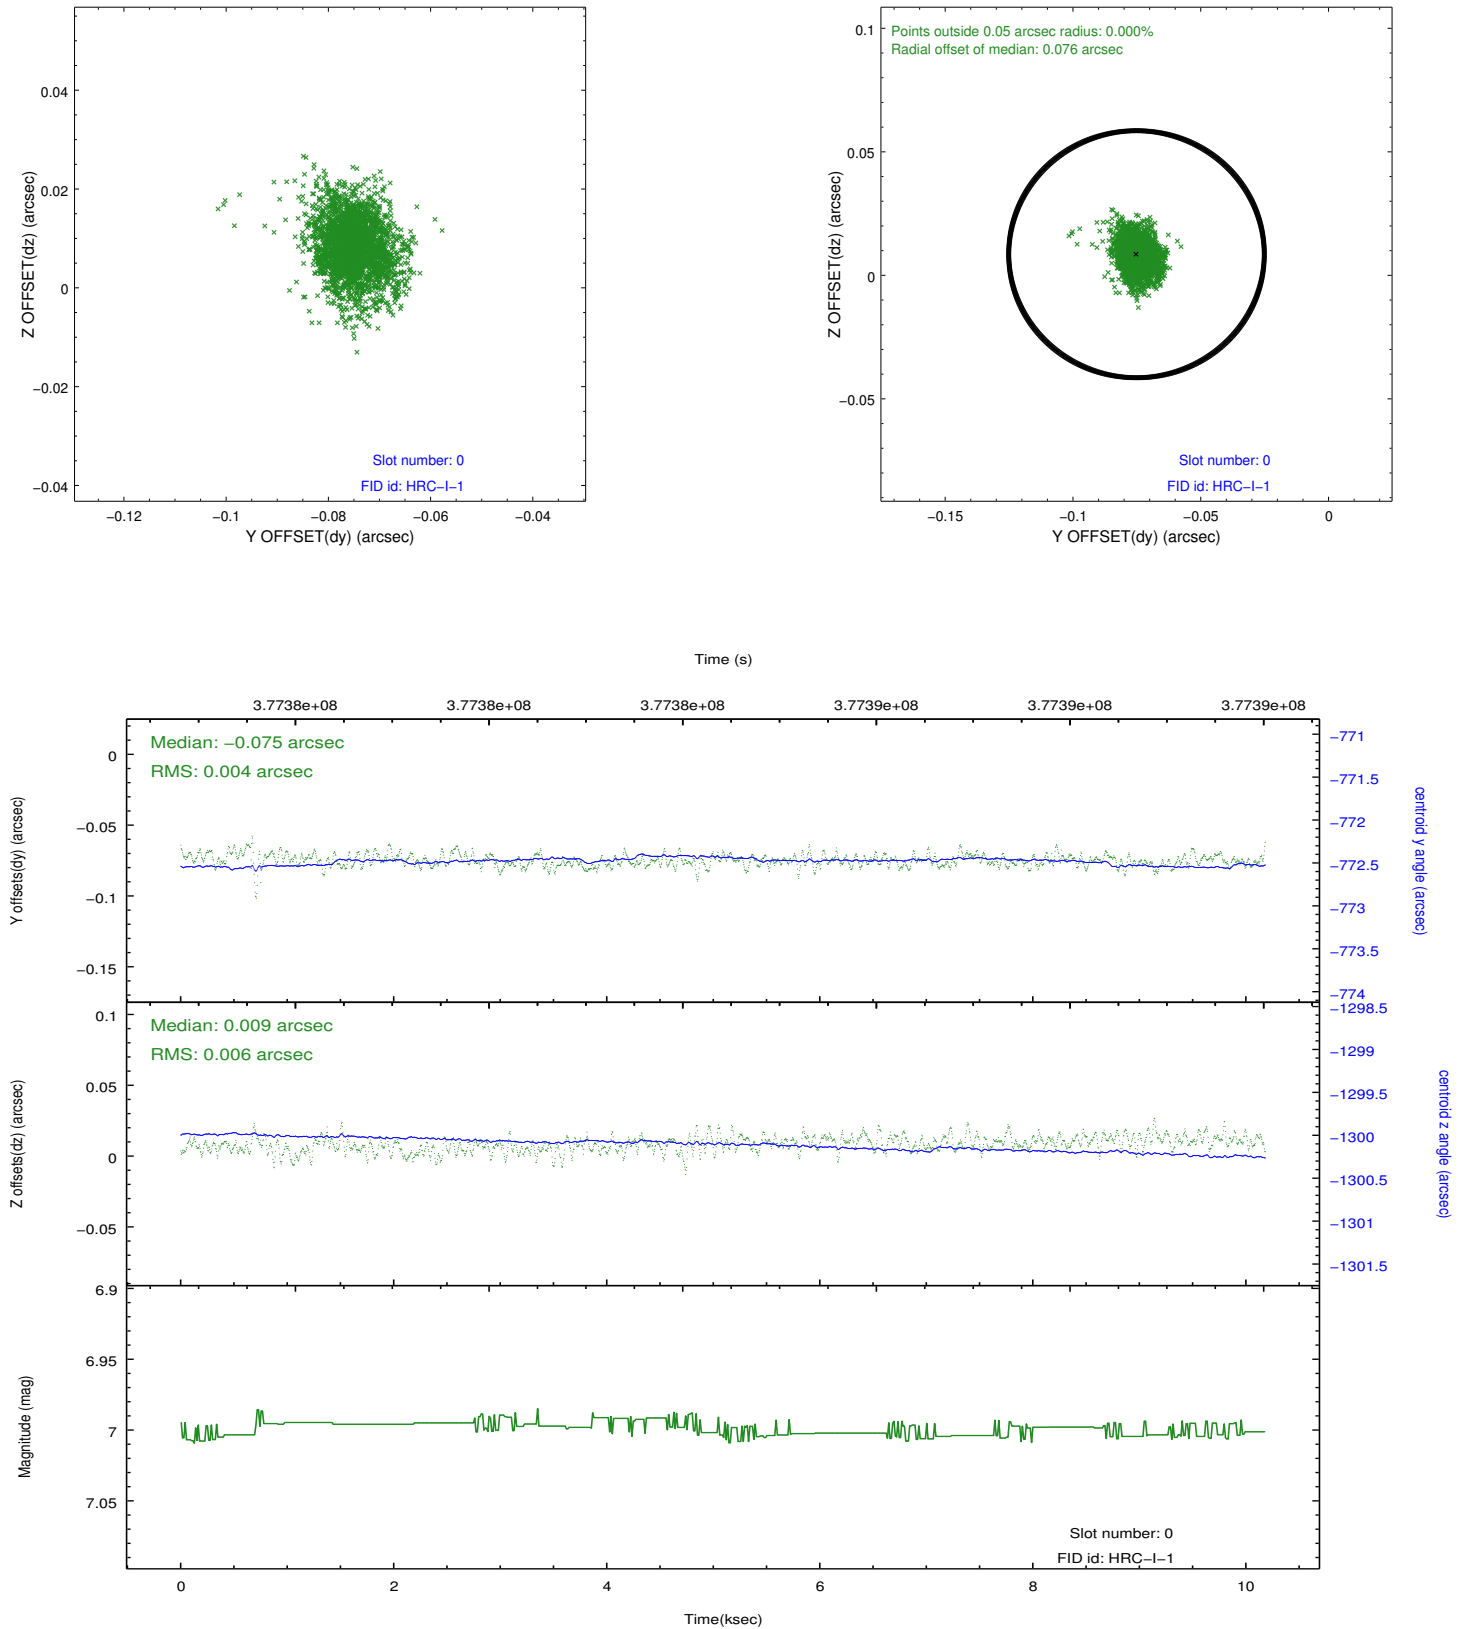 0.04
0.02
0
−0.02
−0.04
Z OFFSET(dz) (arcsec)
Slot number: 0
FID id: HRC−I−1
−0.12 −0.1 −0.08 −0.06 −0.04
Y OFFSET(dy) (arcsec)
Points outside 0.05 arcsec radius: 0.000%
Radial offset of median: 0.076 arcsec
0.1
0.05
0
−0.05
Z OFFSET(dz) (arcsec)
Slot number: 0
FID id: HRC−I−1
−0.15 −0.1 −0.05 0
Y OFFSET(dy) (arcsec)
Time (s)
3.7738e+08 3.7738e+08 3.7738e+08 3.7739e+08 3.7739e+08 3.7739e+08
Median: −0.075 arcsec
RMS: 0.004 arcsec
0
−0.05
−0.1
−0.15
Y offsets(dy) (arcsec)
−771
−771.5
−772
−772.5
−773
−773.5
−774
centroid y angle (arcsec)
Median: 0.009 arcsec
RMS: 0.006 arcsec
0.1
0.05
0
−0.05
Z offsets(dz) (arcsec)
−1298.5
−1299
−1299.5
−1300
−1300.5
−1301
−1301.5
centroid z angle (arcsec)
6.9
6.95
7
7.05
Magnitude (mag)
Slot number: 0
FID id: HRC−I−1
0 2 4 6 8 10
Time(ksec)